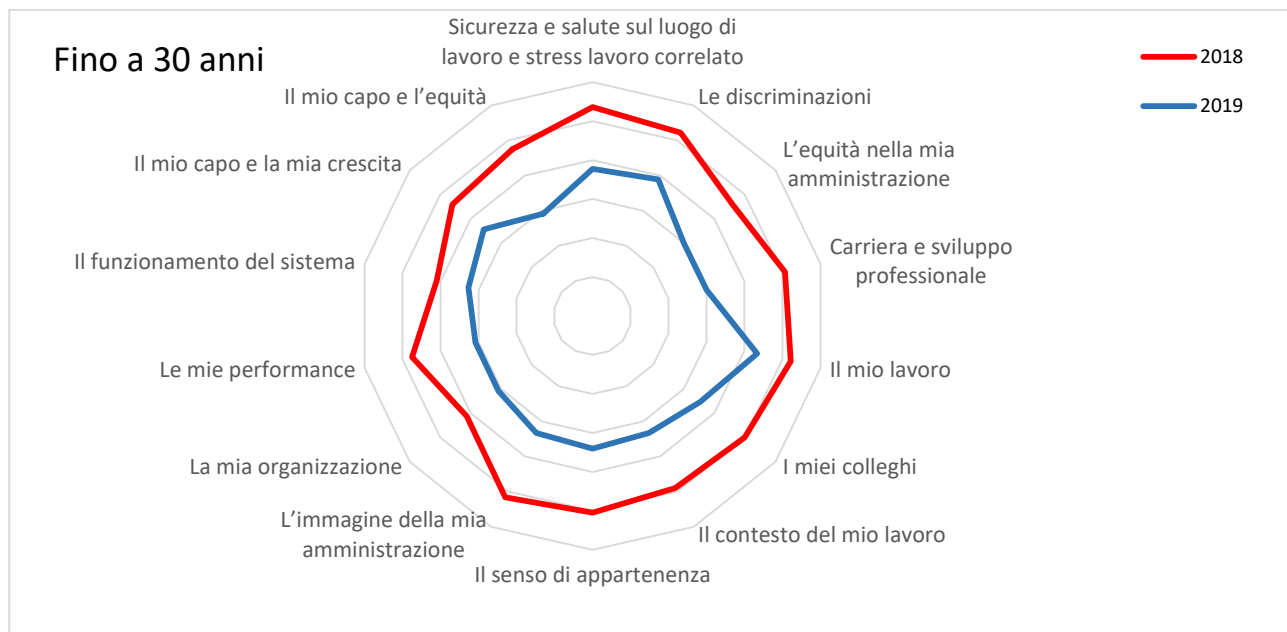 Fino a 30 anni
2018
2019
Sicurezza e salute sul luogo di
lavoro e stress lavoro correlato
Le discriminazioni
L'equità nella mia
amministrazione
Carriera e sviluppo
professionale
Il mio lavoro
I miei colleghi
Il contesto del mio lavoro
Il senso di appartenenza
L'immagine della mia
amministrazione
La mia organizzazione
Le mie performance
Il funzionamento del sistema
Il mio capo e la mia crescita
Il mio capo e l'equità